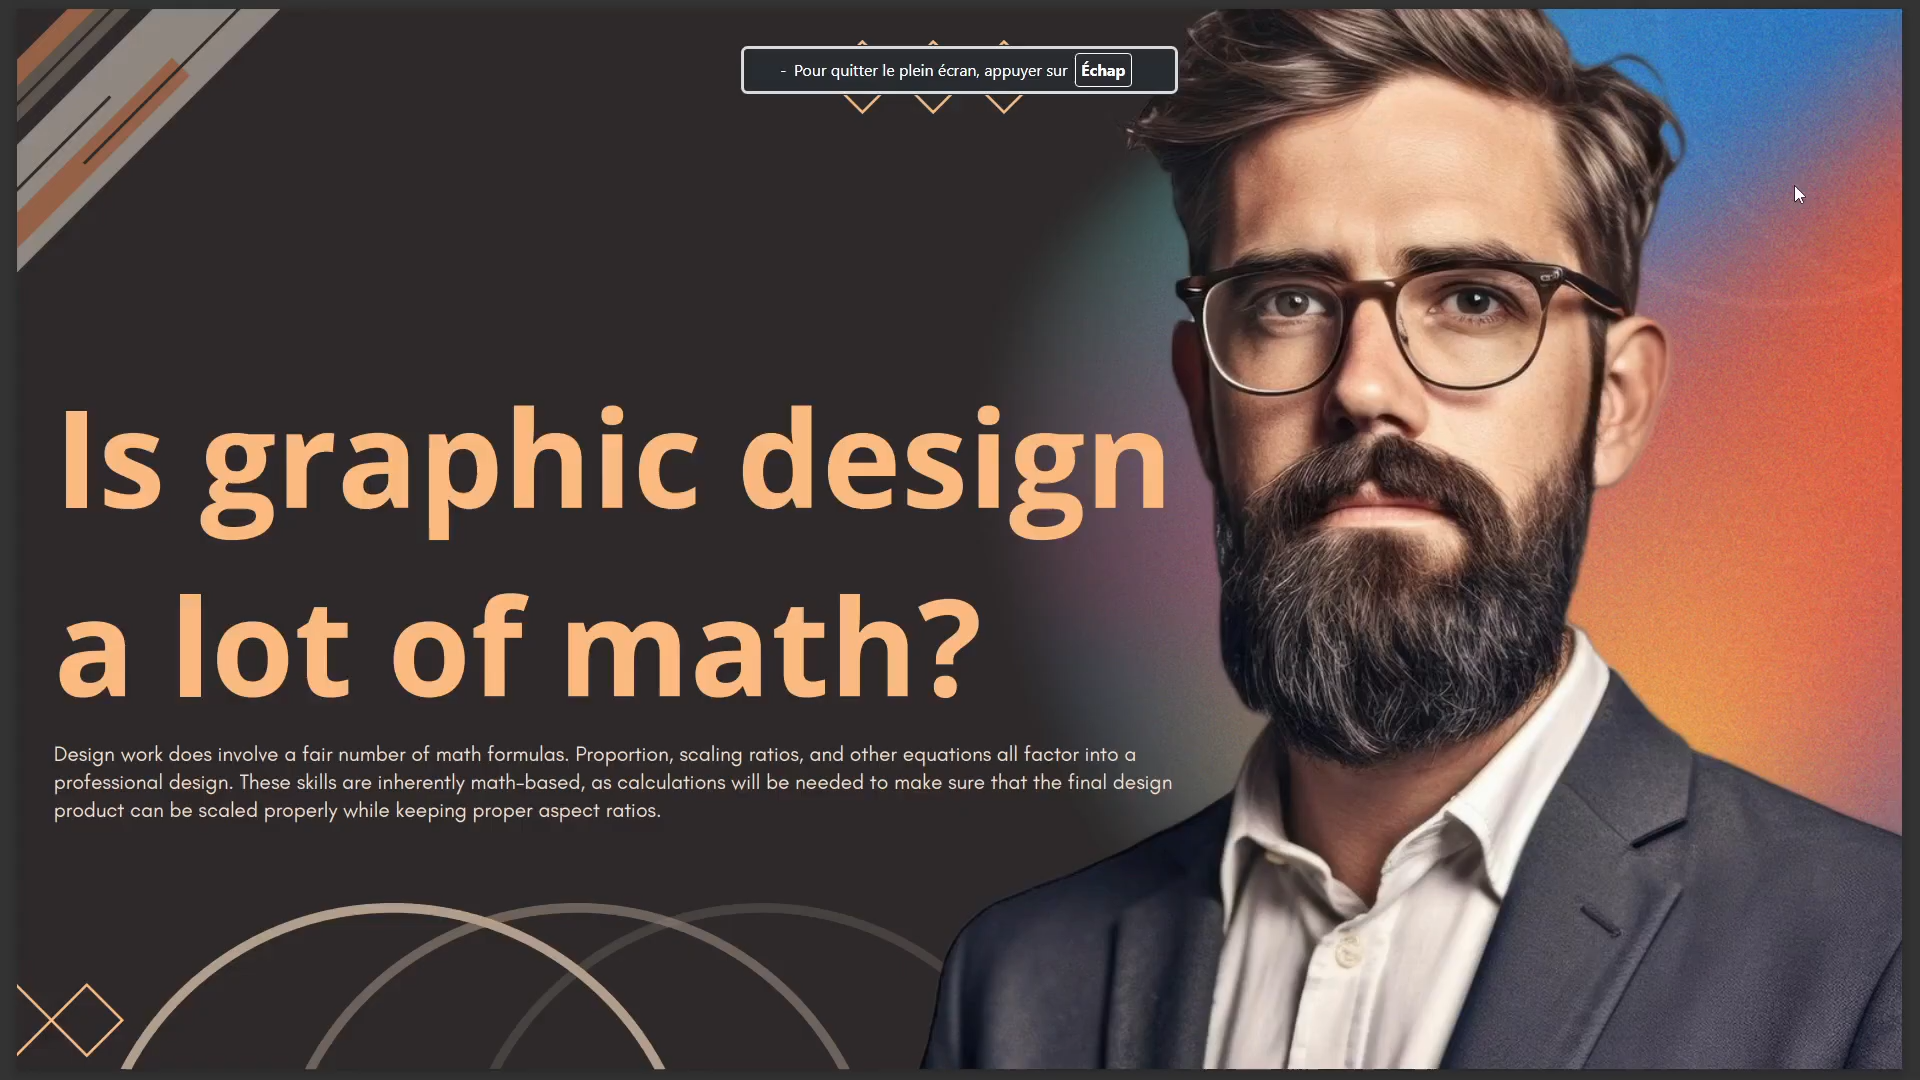 - Pour quitter le plein écran, appuyer sur Échap
Is graphic design
a lot of math?
Design work does involve a fair number of math formulas. Proportion, scaling ratios, and other equations all factor into a
professional design. These skills are inherently math-based, as calculations will be needed to make sure that the final design
product can be scaled properly while keeping proper aspect ratios.